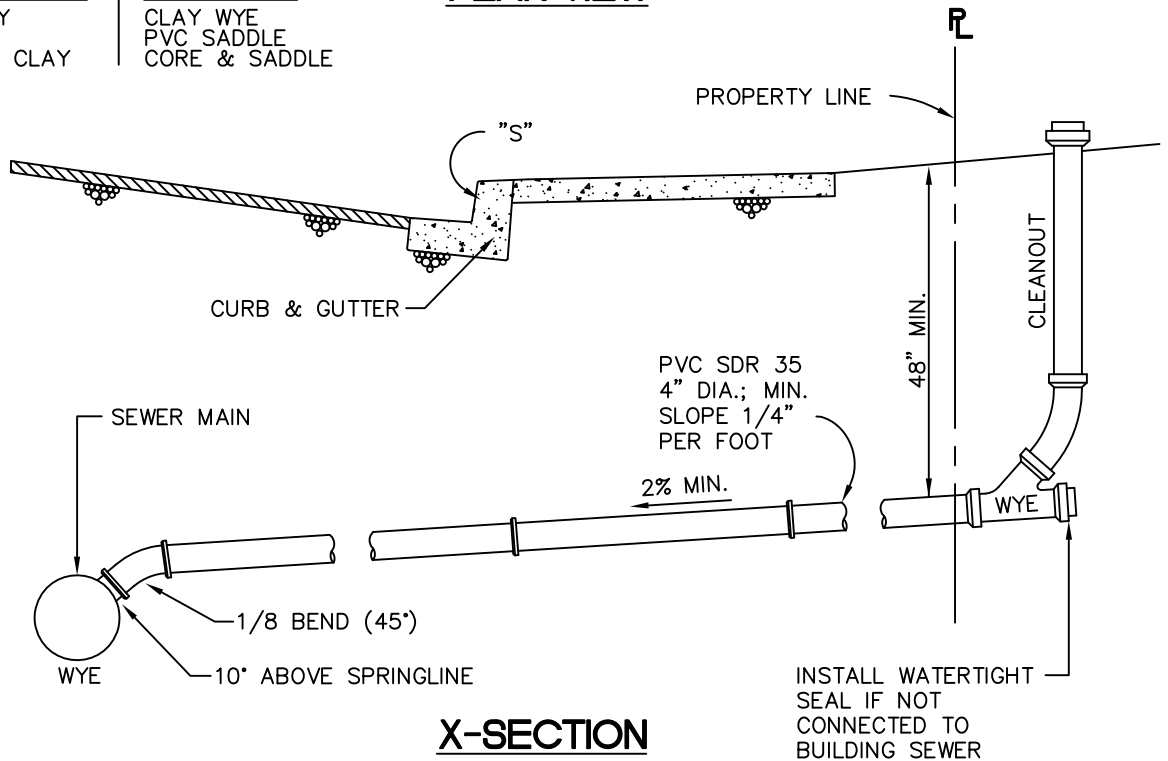 Y
CLAY
CLAY WYE
PVC SADDLE
CORE & SADDLE
PL
PROPERTY LINE
"S"
CURB & GUTTER
CLEANOUT
48" MIN.
PVC SDR 35
4" DIA.; MIN.
SLOPE 1/4"
PER FOOT
SEWER MAIN
2% MIN.
WYE
1/8 BEND (45°)
WYE
10° ABOVE SPRINGLINE
INSTALL WATERTIGHT
SEAL IF NOT
CONNECTED TO
BUILDING SEWER
X-SECTION